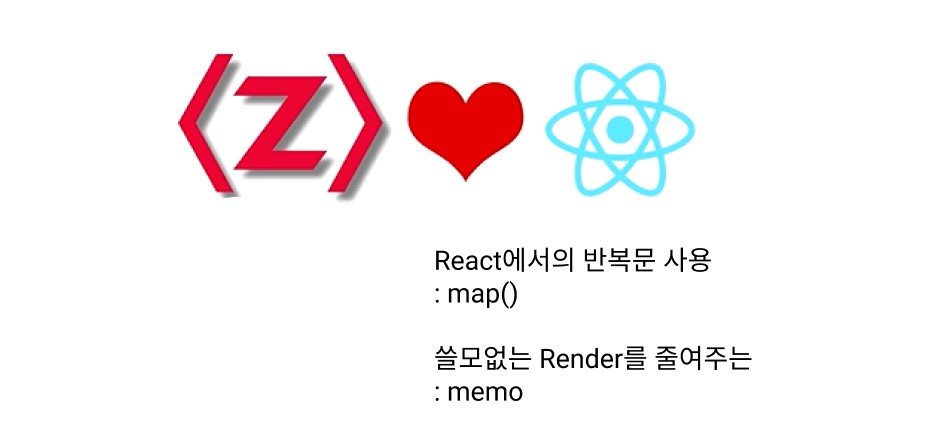 〈Z〉
React에서의 반복문 사용
: map()
쓸모없는 Render를 줄여주는
: memo